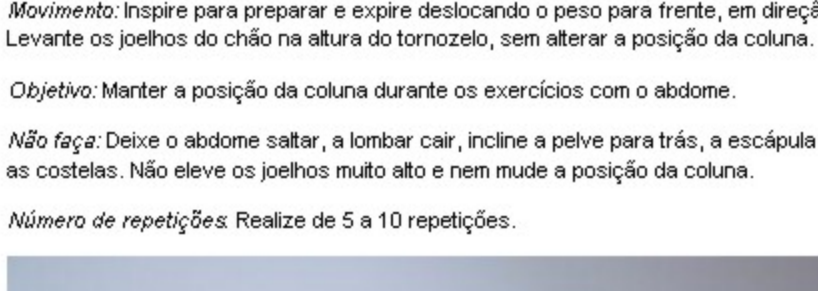 Movimento: Inspire para preparar e expire deslocando o peso para frente, em
Levante os joelhos do chão na altura do tornozelo, sem alterar a posição da coluna.
Objetivo: Manter a posição da coluna durante os exercícios com o abdome.
Não faça: Deixe o abdome saltar, a lombar cair, incline a pelve para trás, a escápula
as costelas. Não eleve os joelhos muito alto e nem mude a posição da coluna.
Número de repetições: Realize de 5 a 10 repetições.